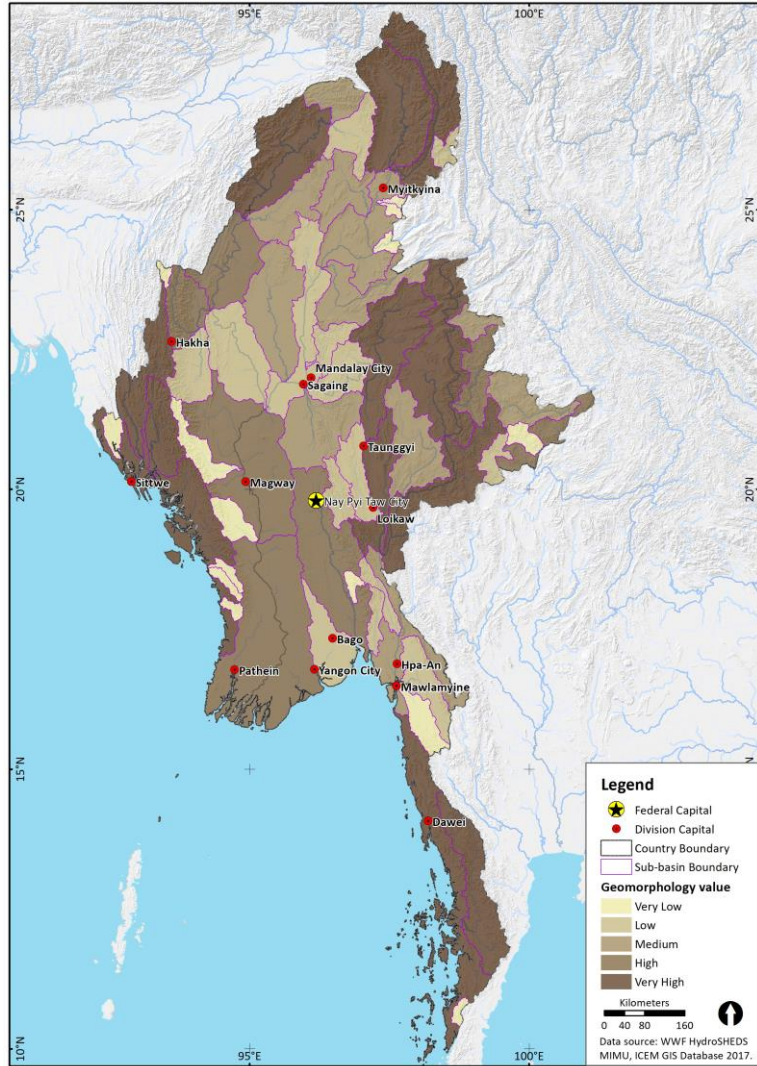 95°E
100°E
25°N
25°N
20°N
20°N
15°N
15°N
10°N
10°N
95°E
100°E
Myitkyina
Hakha
Mandalay City
Sagaing
Taunggyi
Sittwe
Magway
Nay Pyi Taw City
Loikaw
Bago
Pathein
Yangon City
Hpa-An
Mawlamyine
Dawei
Legend
Federal Capital
Division Capital
Country Boundary
Sub-basin Boundary
Geomorphology value
Very Low
Low
Medium
High
Very High
Kilometers
0 40 80 160
Data source: WWF HydroSHEDS
MIMU, ICEM GIS Database 2017.